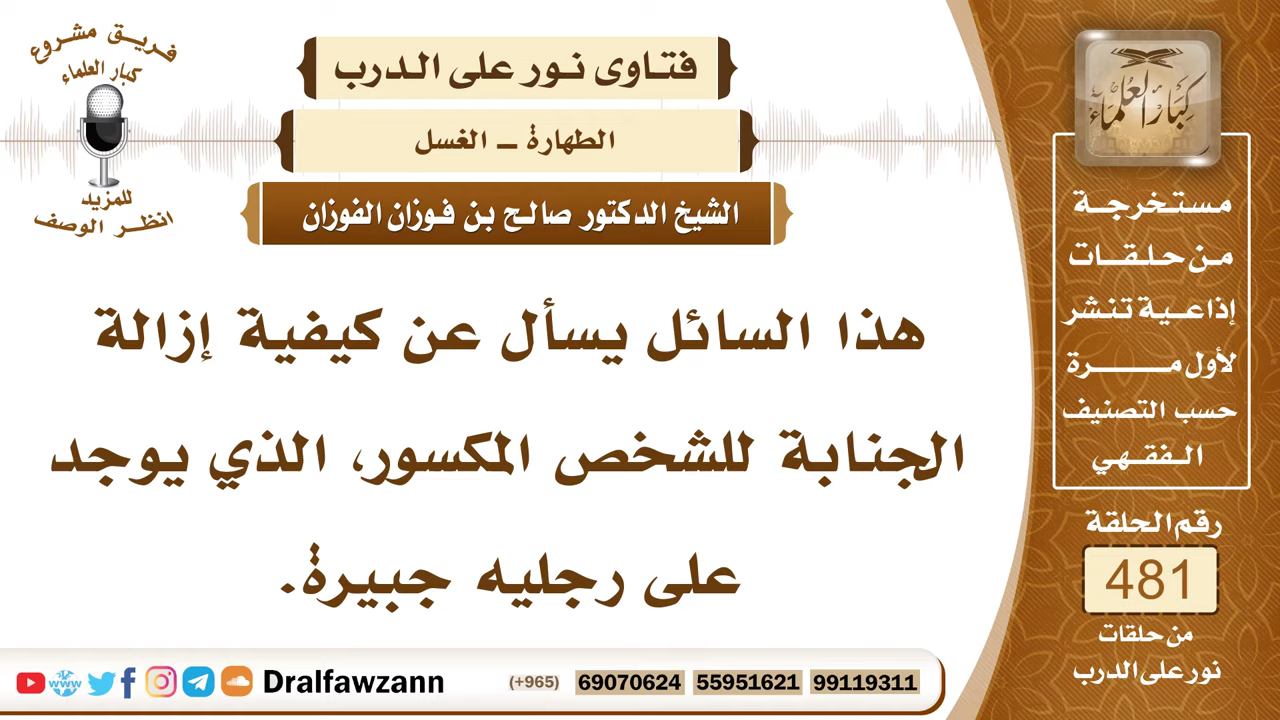 فريق مشروع
كبار العلماء
للمزيد
انظر الوصف
فتاوى نور على الدرب
الطهارة – الغسل
الشيخ الدكتور صالح بن فوزان الفوزان
هذا السائل يسأل عن كيفية إزالة
الجنابة للشخص المكسور، الذي يوجد
على رجليه جبيرة.
كبار العلماء
مستخرجة
من حلقات
إذاعية تنشر
لأول مرة
حسب التصنيف
الفقهي
رقم الحلقة
481
من حلقات
نور على الدرب
www
Dralfawzann
(+965) 69070624 55951621 99119311